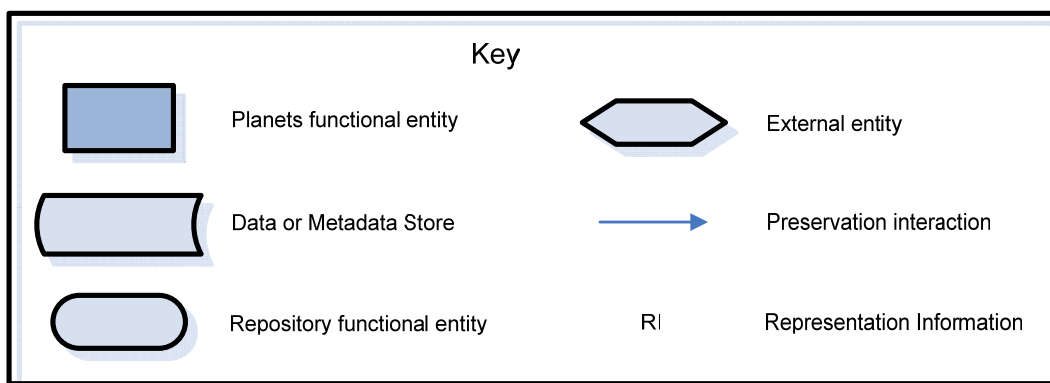 Key
Planets functional entity
External entity
Data or Metadata Store
Preservation interaction
Repository functional entity
RI
Representation Information